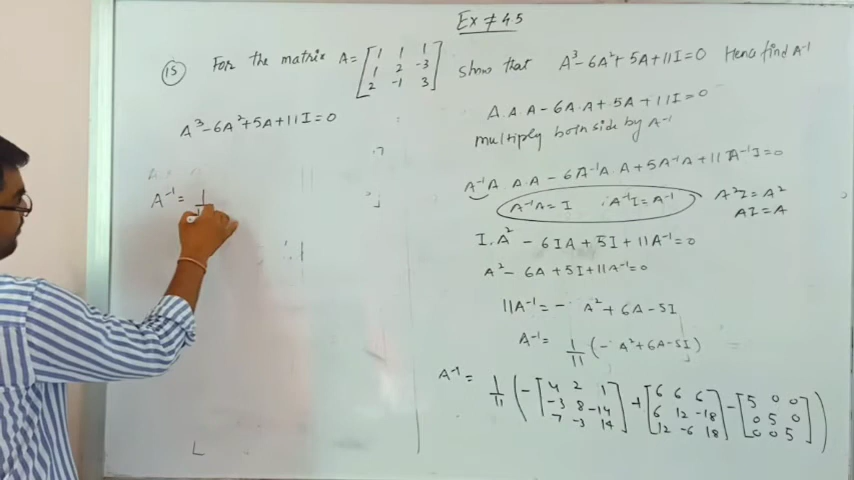 Ex ≠ 4.5
(15) For the matrix A = [1 1 1; 1 2 -3; 2 -1 3] show that A³-6A²+5A+11I=0 Hence find A⁻¹
A³-6A²+5A+11I=0
A⁻¹ = 1
A.A.A - 6A.A + 5A + 11I = 0
multiply both side by A⁻¹
A⁻¹A.A.A - 6A⁻¹A.A + 5A⁻¹A + 11A⁻¹I = 0
A⁻¹A = I ∴ A⁻¹I = A⁻¹
A²I = A²
AI = A
I.A² - 6IA + 5I + 11A⁻¹ = 0
A² - 6A + 5I + 11A⁻¹ = 0
11A⁻¹ = - A² + 6A - 5I
A⁻¹ = 1/11 (- A² + 6A - 5I)
A⁻¹ = 1/11 (-[4 2 1; -3 8 -14; 7 -3 14] + [6 6 6; 6 12 -18; 12 -6 18] - [5 0 0; 0 5 0; 0 0 5])